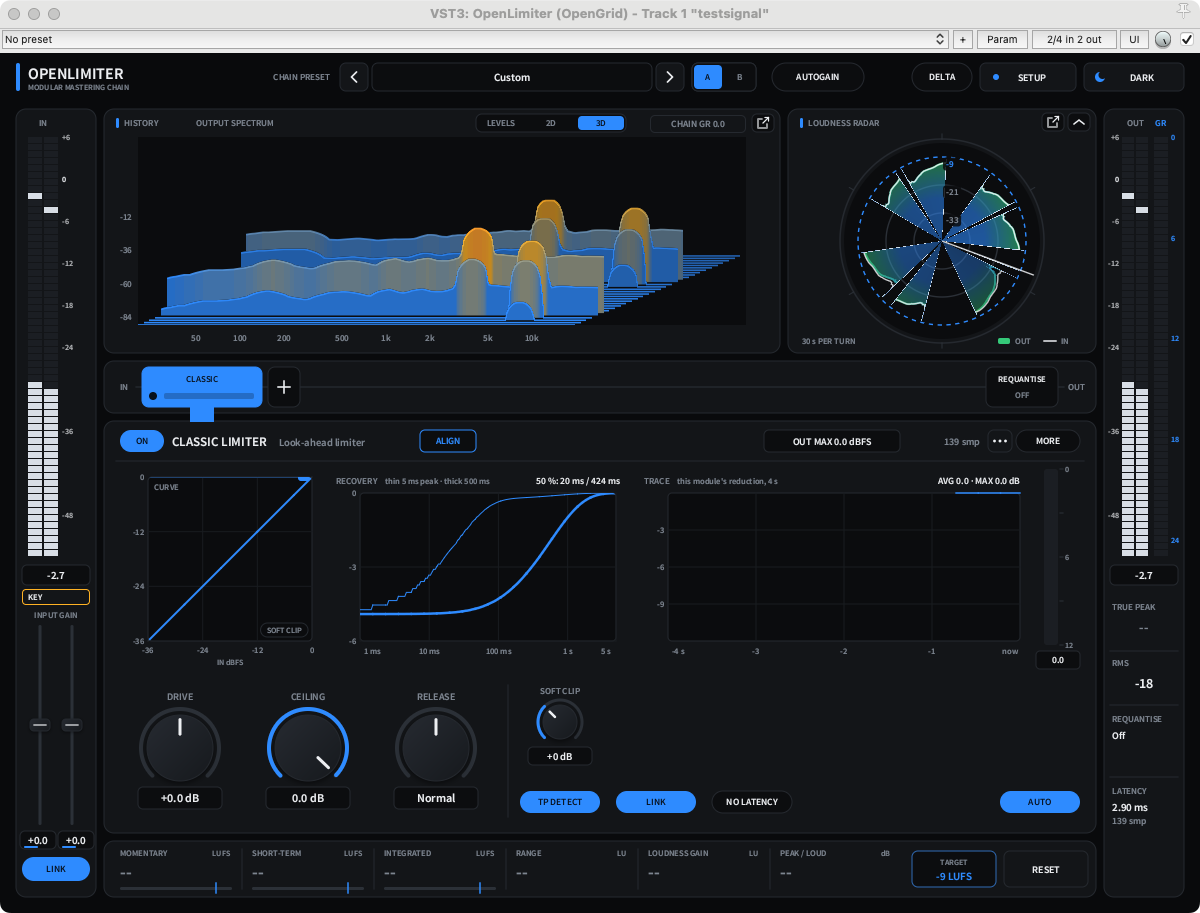 VST3: OpenLimiter (OpenGrid) - Track 1 "testsignal"
No preset
+
Param
2/4 in 2 out
UI
OPENLIMITER
MODULAR MASTERING CHAIN
CHAIN PRESET
Custom
A
B
AUTOGAIN
DELTA
SETUP
DARK
IN
+6
0
-6
-12
-18
-24
-36
-48
-2.7
KEY
INPUT GAIN
+0.0
+0.0
LINK
HISTORY
OUTPUT SPECTRUM
LEVELS
2D
3D
CHAIN GR 0.0
-12
-36
-60
-84
50
100
200
500
1k
2k
5k
10k
LOUDNESS RADAR
-9
-21
-33
30 s PER TURN
OUT
IN
IN
CLASSIC
+
REQUANTISE
OFF
OUT
ON
CLASSIC LIMITER
Look-ahead limiter
ALIGN
OUT MAX 0.0 dBFS
139 smp
•••
MORE
CURVE
0
-12
-24
-36
-36
-24
-12
0
IN dBFS
SOFT CLIP
RECOVERY
thin 5 ms peak · thick 500 ms
50 %: 20 ms / 424 ms
0
-3
-6
1 ms
10 ms
100 ms
1 s
5 s
TRACE
this module's reduction, 4 s
AVG 0.0 · MAX 0.0 dB
-3
-6
-9
-4 s
-3
-2
-1
now
0
6
12
0.0
DRIVE
+0.0 dB
CEILING
0.0 dB
RELEASE
Normal
SOFT CLIP
+0 dB
TP DETECT
LINK
NO LATENCY
AUTO
MOMENTARY
LUFS
--
SHORT-TERM
LUFS
--
INTEGRATED
LUFS
--
RANGE
LU
--
LOUDNESS GAIN
LU
--
PEAK / LOUD
dB
--
TARGET
-9 LUFS
RESET
OUT
GR
+6
0
-6
-12
-18
-24
-36
-48
0
6
12
18
24
-2.7
TRUE PEAK
--
RMS
-18
REQUANTISE
Off
LATENCY
2.90 ms
139 smp